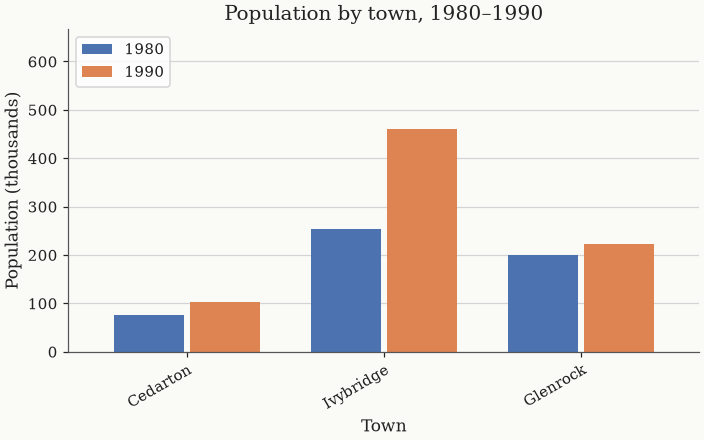 Population by town, 1980–1990
1980
1990
Population (thousands)
600
500
400
300
200
100
0
Cedarton
Ivybridge
Glenrock
Town